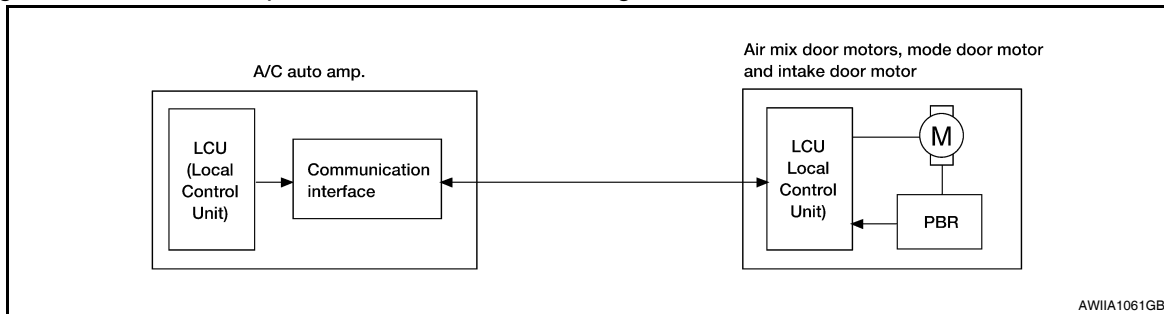 A/C auto amp.
LCU
(Local
Control
Unit)
Communication
interface
Air mix door motors, mode door motor
and intake door motor
LCU
Local
Control
Unit)
M
PBR
AWIIA1061GB